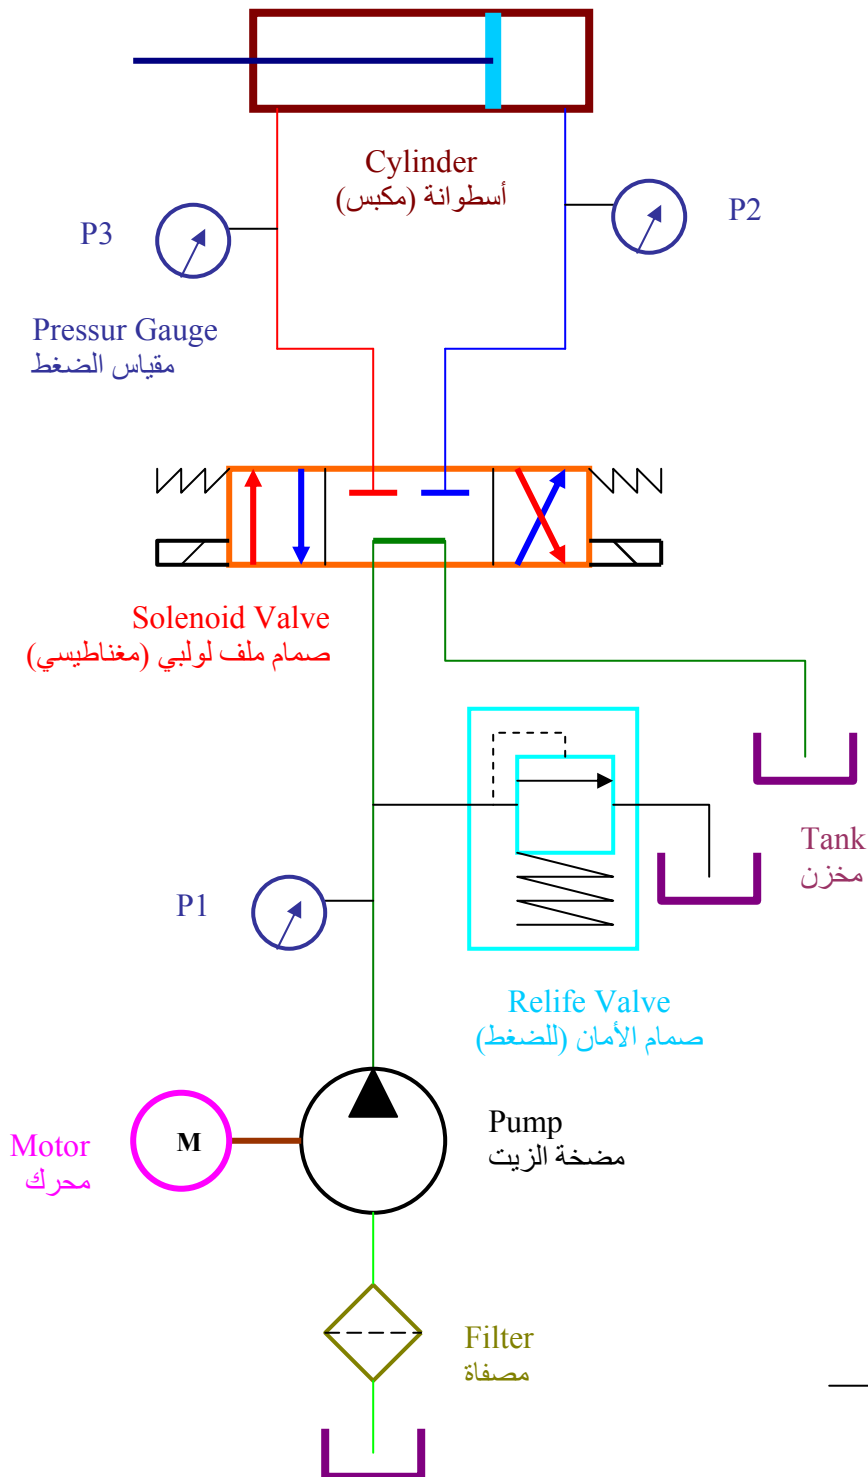 Cylinder
أسطوانة (مكبس)
P3
P2
Pressur Gauge
مقياس الضغط
Solenoid Valve
صمام ملف لولبي (مغناطيسي)
Tank
مخزن
P1
Relife Valve
صمام الأمان (للضغط)
Pump
مضخة الزيت
M
Motor
محرك
Filter
مصفاة